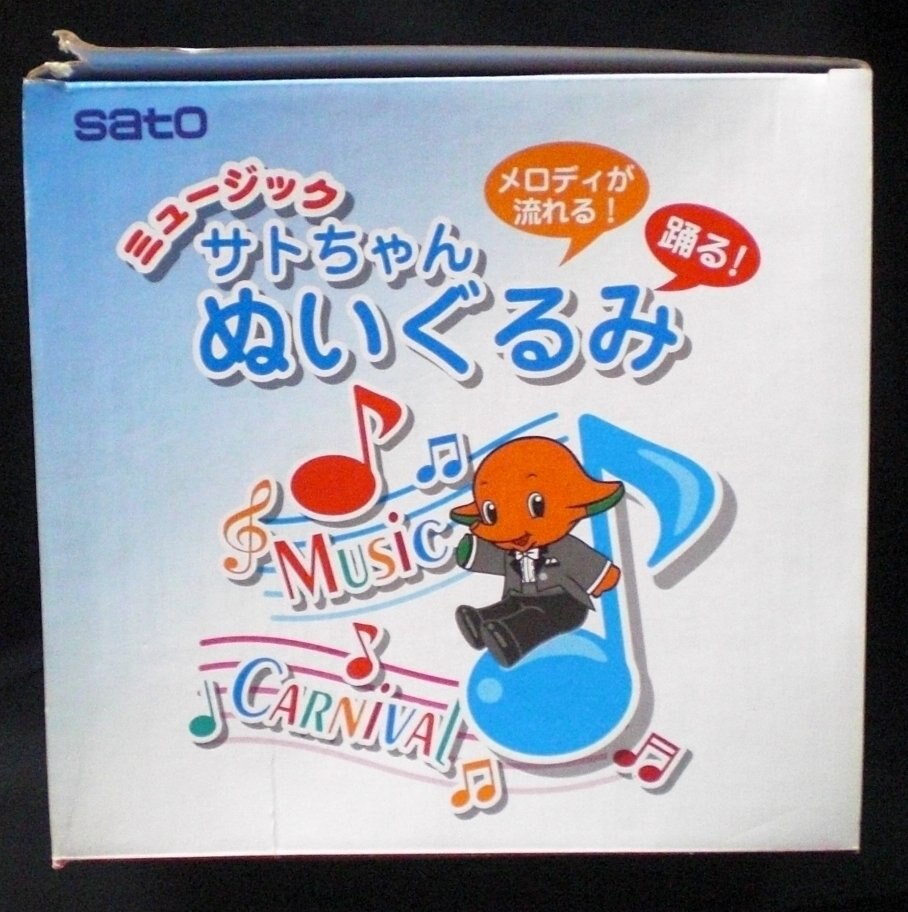 sato
ミュージック
サトちゃん
ぬいぐるみ
メロディが
流れる！
踊る！
MUSiC
CARNiVAl